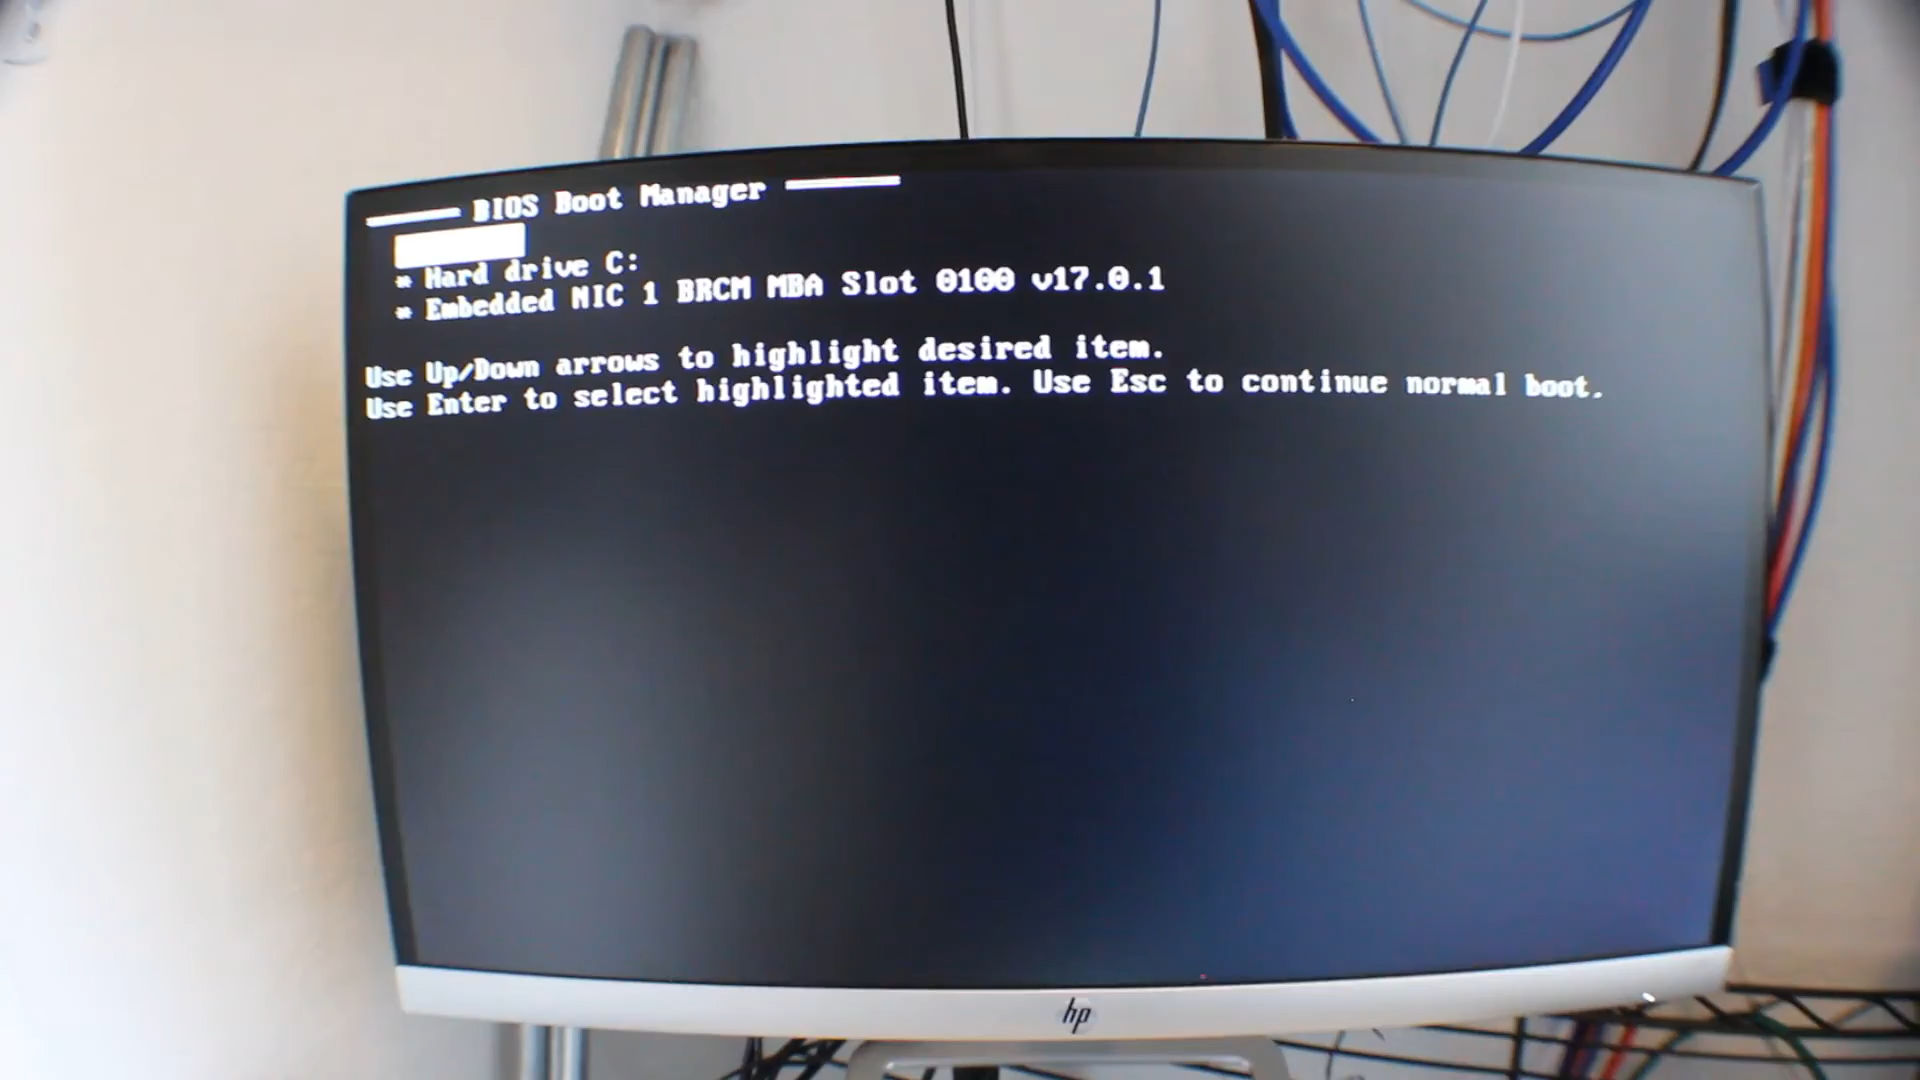 BIOS Boot Manager
* Hard drive C:
* Embedded NIC 1 BRCM MBA Slot 0100 v17.0.1
Use Up/Down arrows to highlight desired item.
Use Enter to select highlighted item. Use Esc to continue normal boot.
hp